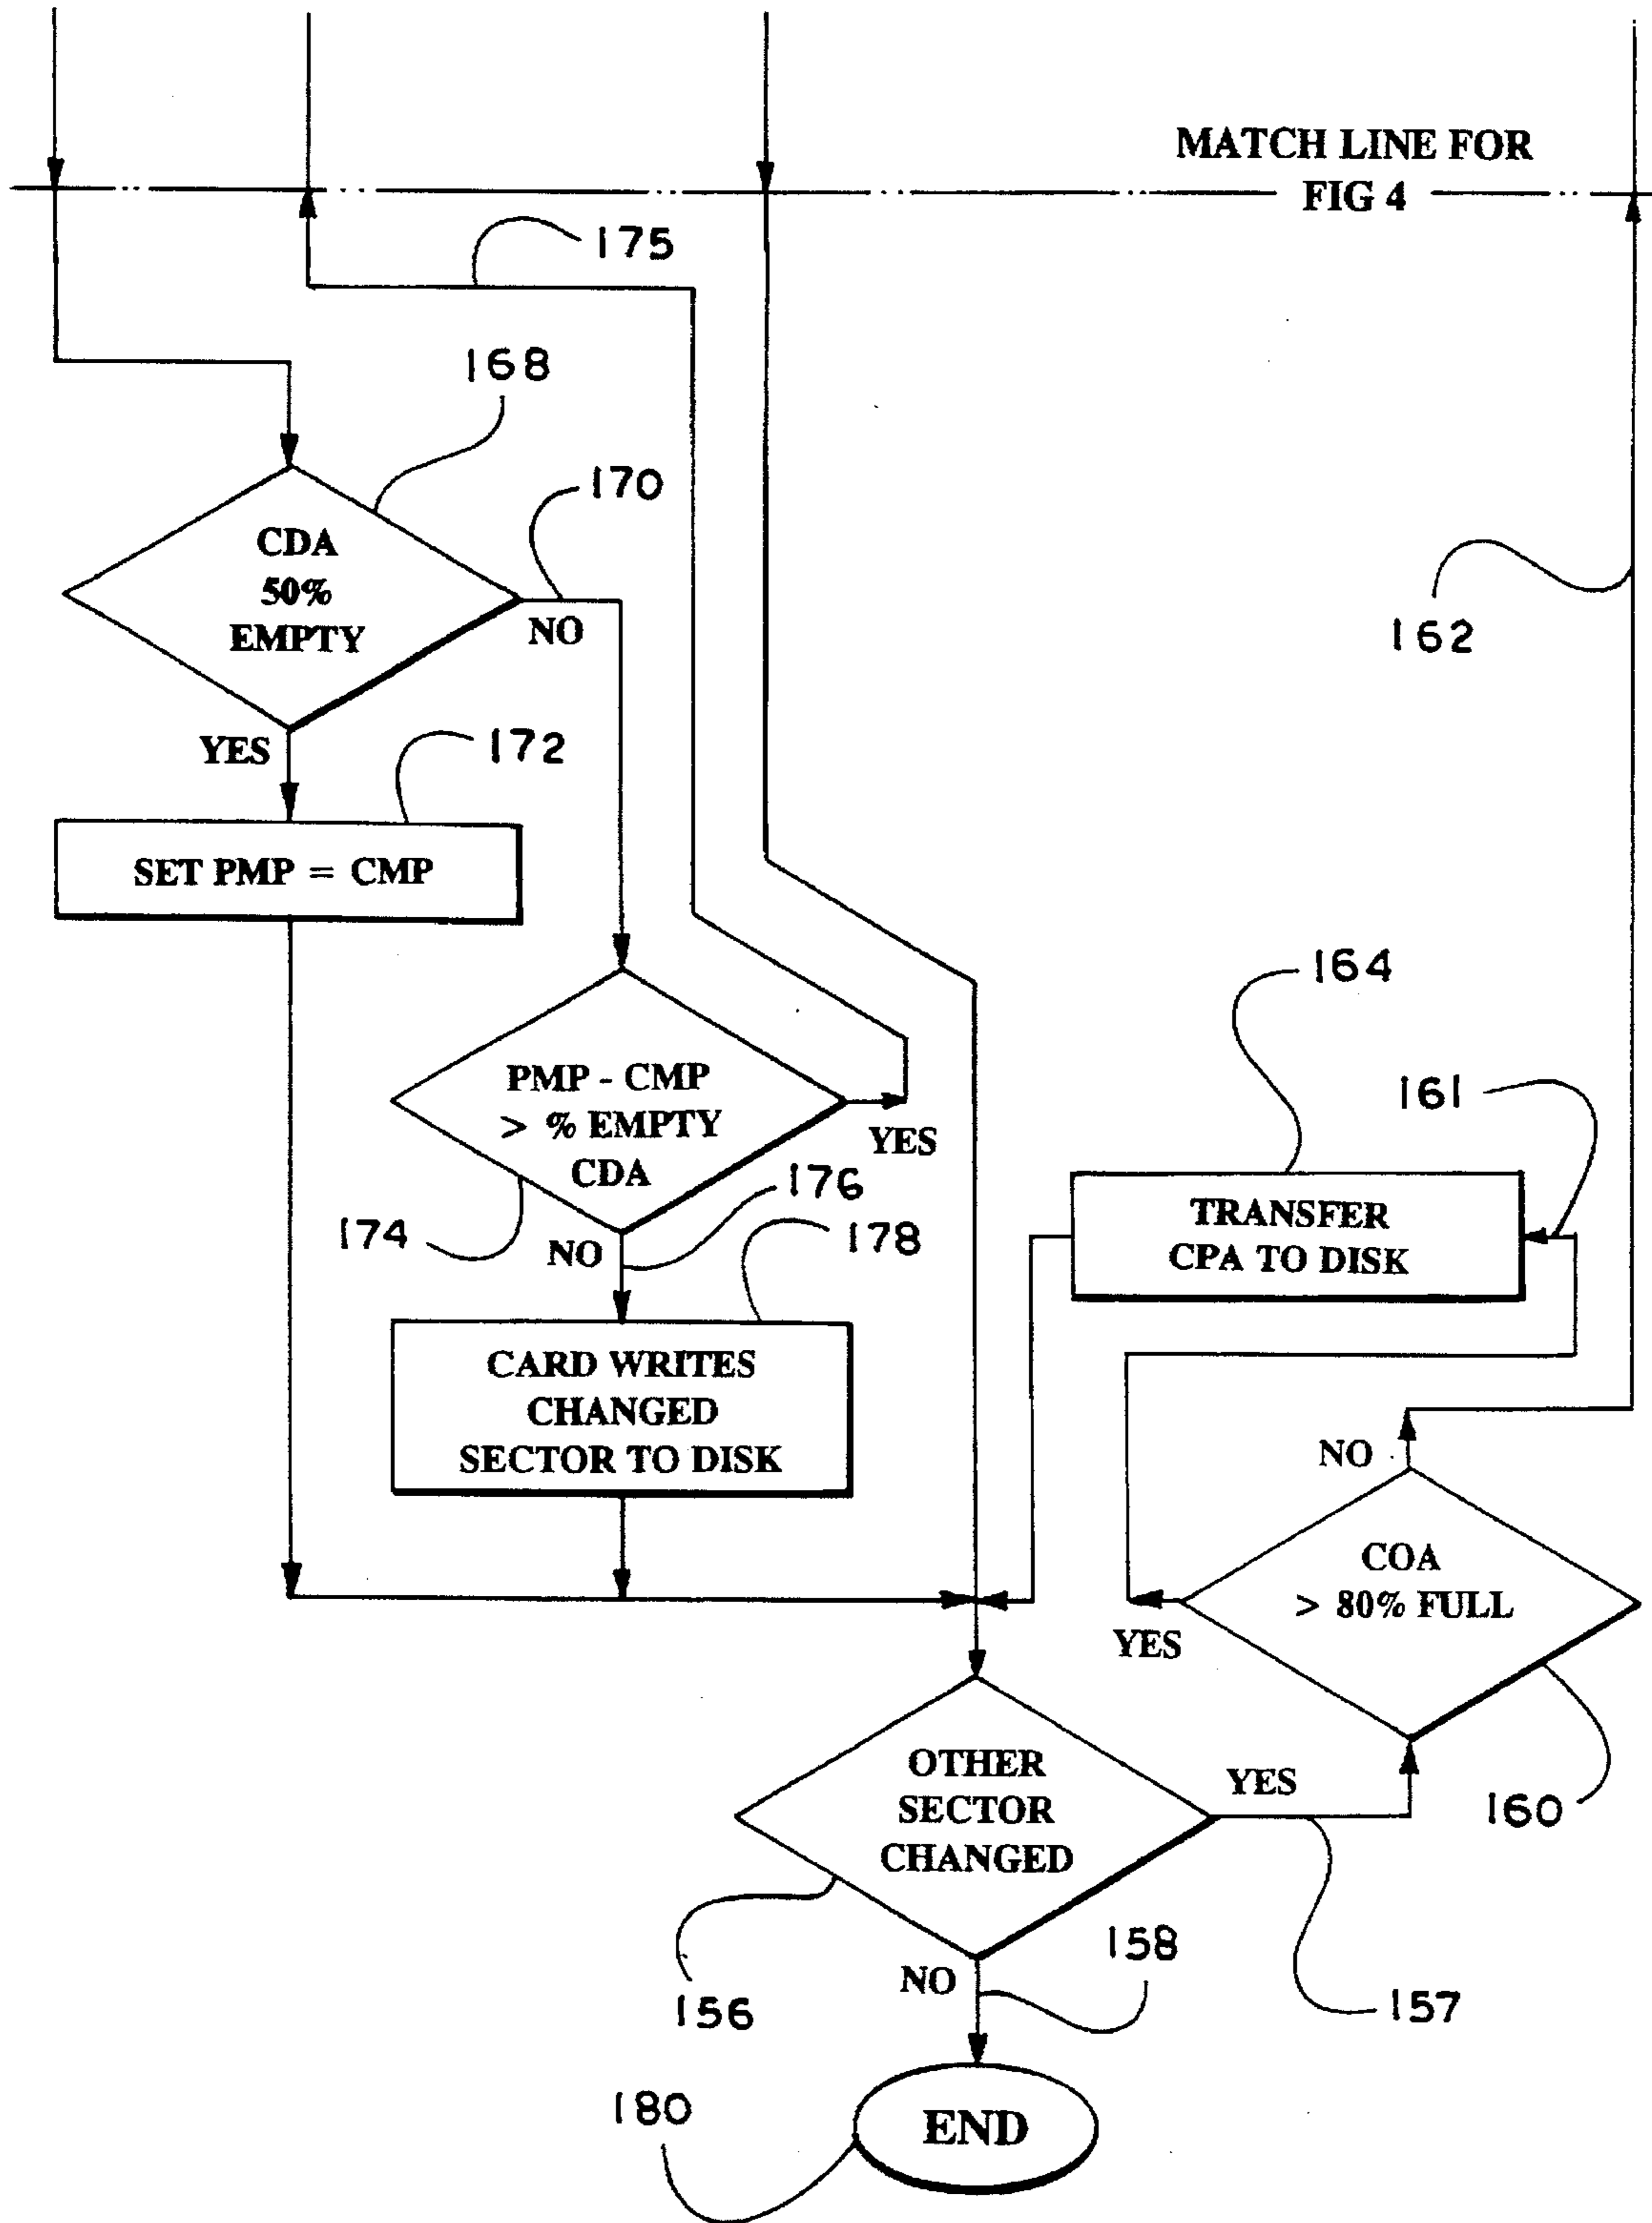 MATCH LINE FOR
FIG 4
175
168
170
CDA
50%
EMPTY
NO
162
YES
172
SET PMP = CMP
164
PMP - CMP
> % EMPTY
CDA
YES
161
174
NO
176
178
TRANSFER
CPA TO DISK
CARD WRITES
CHANGED
SECTOR TO DISK
NO
COA
> 80% FULL
YES
OTHER
SECTOR
CHANGED
YES
160
156
NO
158
157
180
END